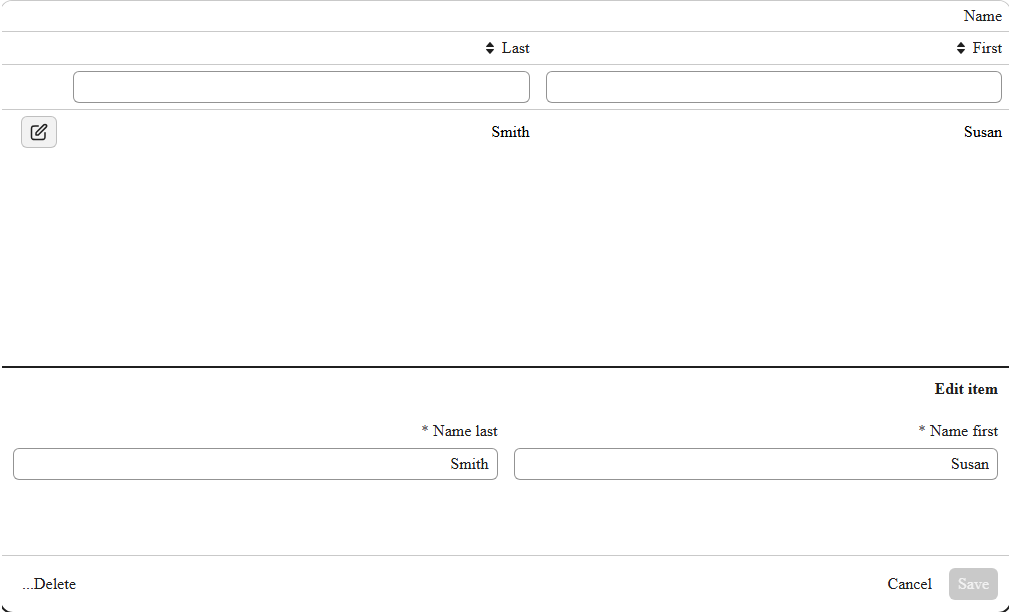 Name
Last First
Smith Susan
Edit item
* Name last * Name first
Smith Susan
...Delete Cancel Save